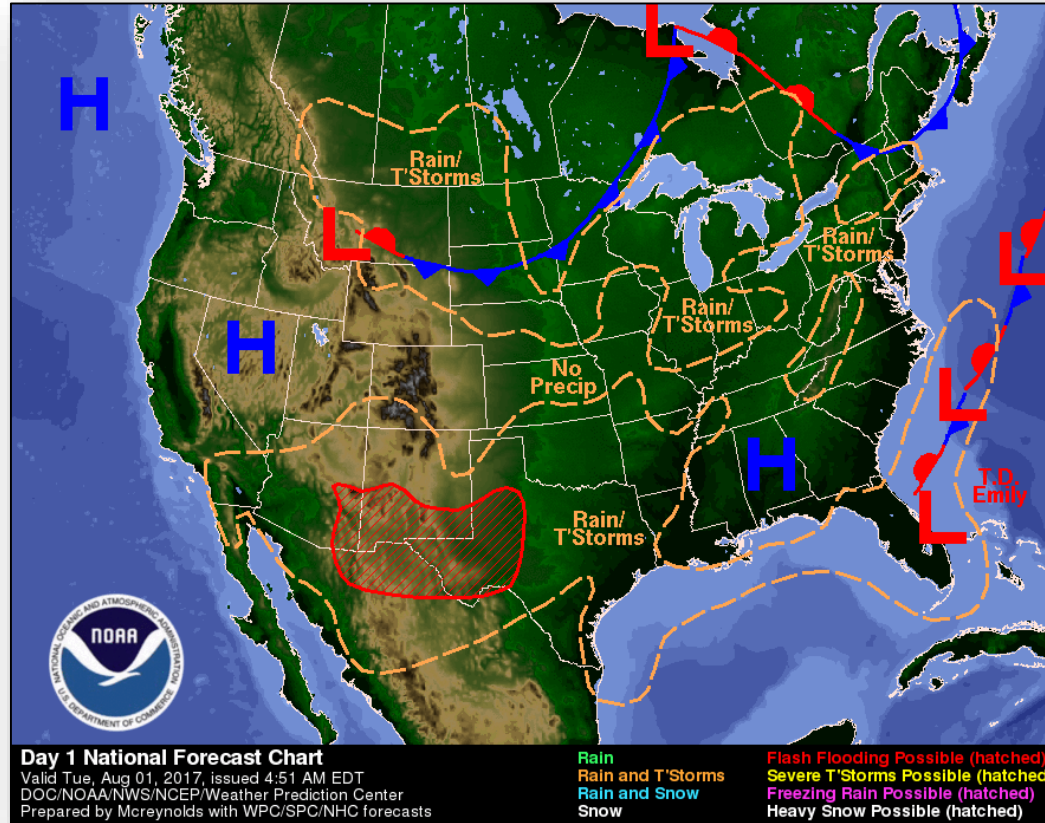 H
L
Rain/
T'Storms
L
Rain/
T'Storms
L
H
Rain/
T'Storms
No
Precip
L
H
T.D.
Emily
L
Rain/
T'Storms
NATIONAL OCEANIC AND ATMOSPHERIC ADMINISTRATION
NOAA
U.S. DEPARTMENT OF COMMERCE
Day 1 National Forecast Chart
Valid Tue, Aug 01, 2017, issued 4:51 AM EDT
DOC/NOAA/NWS/NCEP/Weather Prediction Center
Prepared by Mcreynolds with WPC/SPC/NHC forecasts
Rain
Rain and T'Storms
Rain and Snow
Snow
Flash Flooding Possible (hatched)
Severe T'Storms Possible (hatched
Freezing Rain Possible (hatched)
Heavy Snow Possible (hatched)